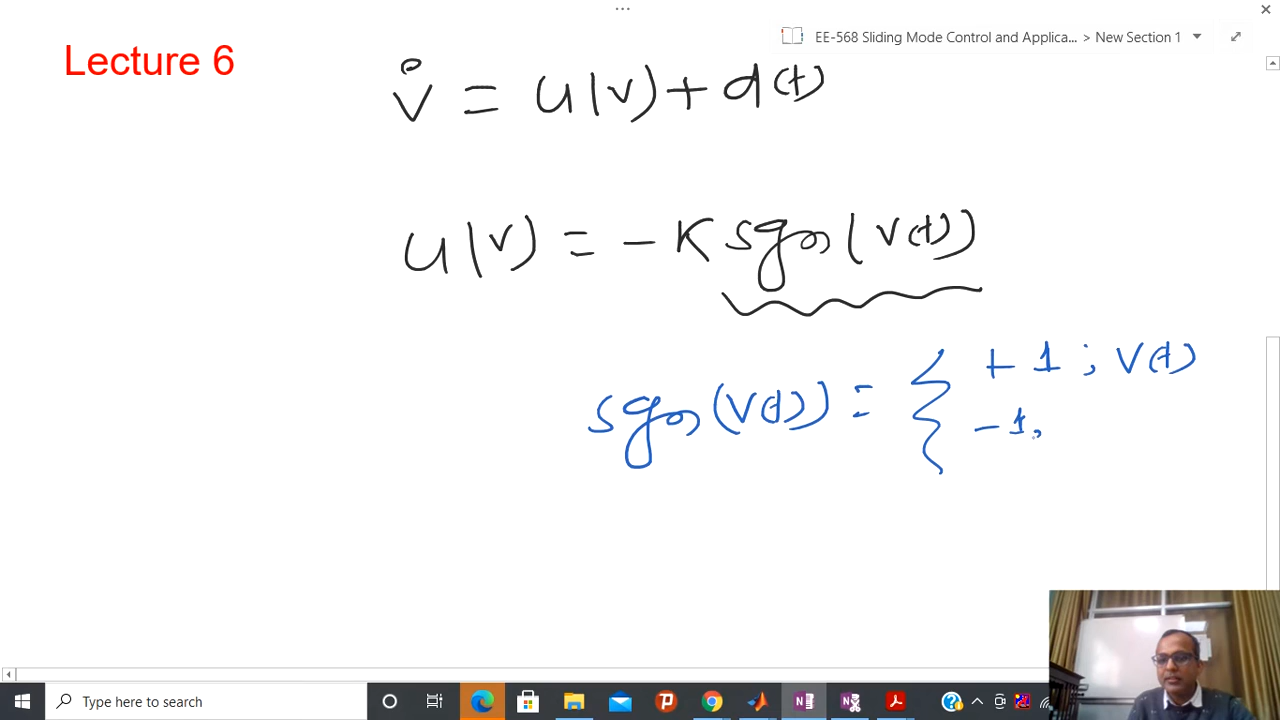 EE-568 Sliding Mode Control and Applica... > New Section 1
Lecture 6
v̇ = u(v) + d(t)
u(v) = - K sgn(v(t))
sgn(v(t)) = { +1 ; v(t)
-1,
Type here to search